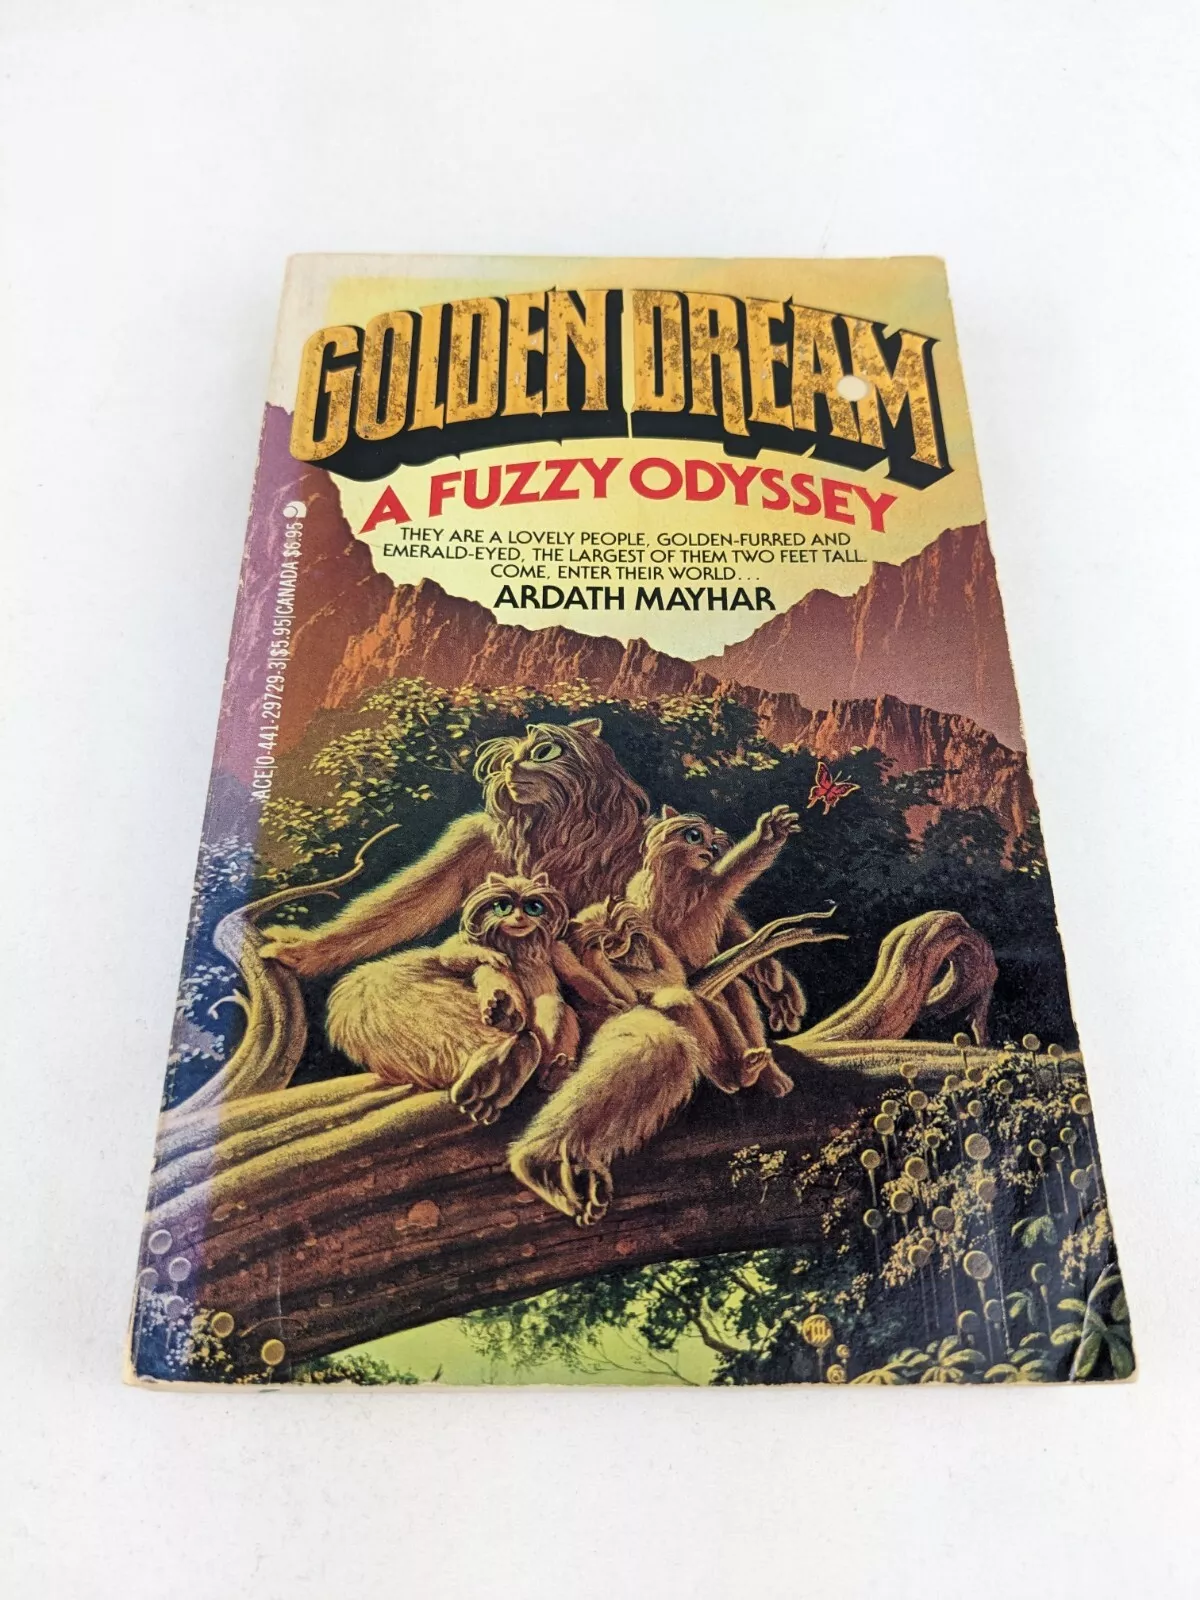 GOLDEN DREAM
A FUZZY ODYSSEY
THEY ARE A LOVELY PEOPLE, GOLDEN-FURRED AND
EMERALD-EYED, THE LARGEST OF THEM TWO FEET TALL.
COME, ENTER THEIR WORLD...
ARDATH MAYHAR
ACE|0-441-29729-3|$5.95|CANADA $6.95